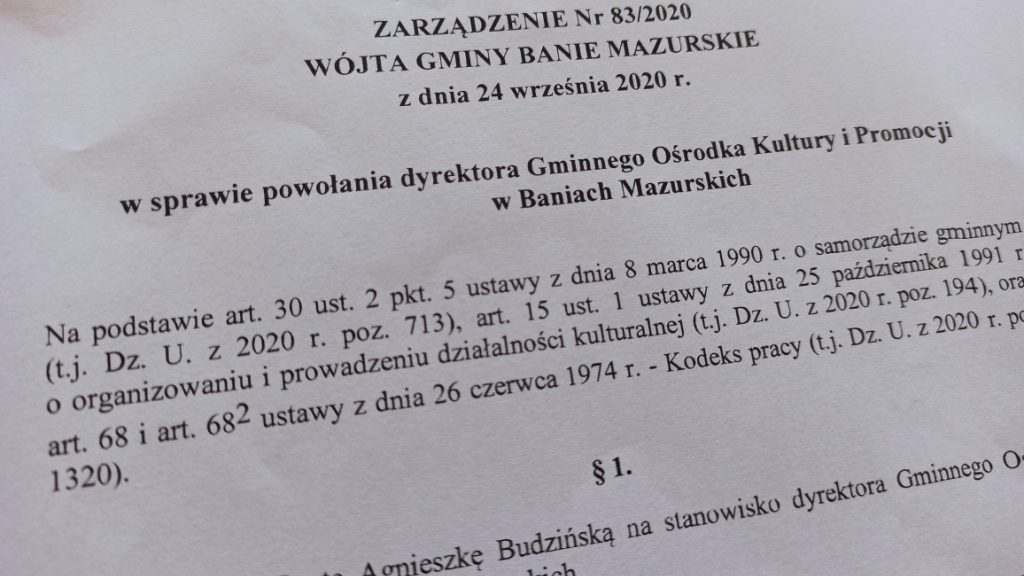 ZARZĄDZENIE Nr 83/2020
WÓJTA GMINY BANIE MAZURSKIE
z dnia 24 września 2020 r.
w sprawie powołania dyrektora Gminnego Ośrodka Kultury i Promocji
w Baniach Mazurskich
Na podstawie art. 30 ust. 2 pkt. 5 ustawy z dnia 8 marca 1990 r. o samorządzie gminnym
(t.j. Dz. U. z 2020 r. poz. 713), art. 15 ust. 1 ustawy z dnia 25 października 1991 r
o organizowaniu i prowadzeniu działalności kulturalnej (t.j. Dz. U. z 2020 r. poz. 194), ora
art. 68 i art. 68² ustawy z dnia 26 czerwca 1974 r. - Kodeks pracy (t.j. Dz. U. z 2020 r. po
1320).
§ 1.
Agnieszkę Budzińską na stanowisko dyrektora Gminnego O